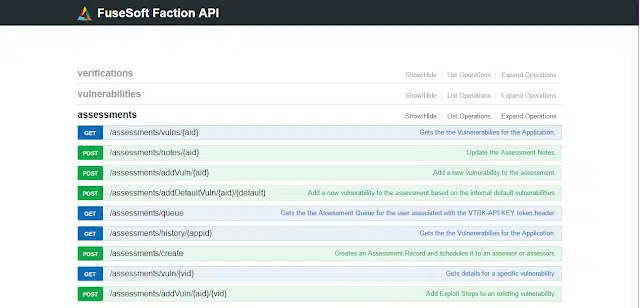 FuseSoft Faction API
verifications Show/Hide List Operations Expand Operations
vulnerabilities Show/Hide List Operations Expand Operations
assessments Show/Hide List Operations Expand Operations
GET /assessments/vulns/{aid} Gets the the Vulnererabilies for the Application.
POST /assessments/notes/{aid} Update the Assessment Notes.
POST /assessments/addVuln/{aid} Add a new vulnerability to the assessment.
POST /assessments/addDefaultVuln/{aid}/{default} Add a new vulnerability to the assessment based on the internal default vulnerabilities
GET /assessments/queue Gets the the Assessment Queue for the user associated with the VTRK-API-KEY token header.
GET /assessments/history/{appid} Gets the the Vulnererabilies for the Application.
POST /assessments/create Creates an Assessment Record and schedules it to an assessor or assessors.
GET /assessments/vuln/{vid} Gets details for a specific vulnerability.
POST /assessments/addVuln/{aid}/{vid} Add Exploit Steps to an existing vulnerability.